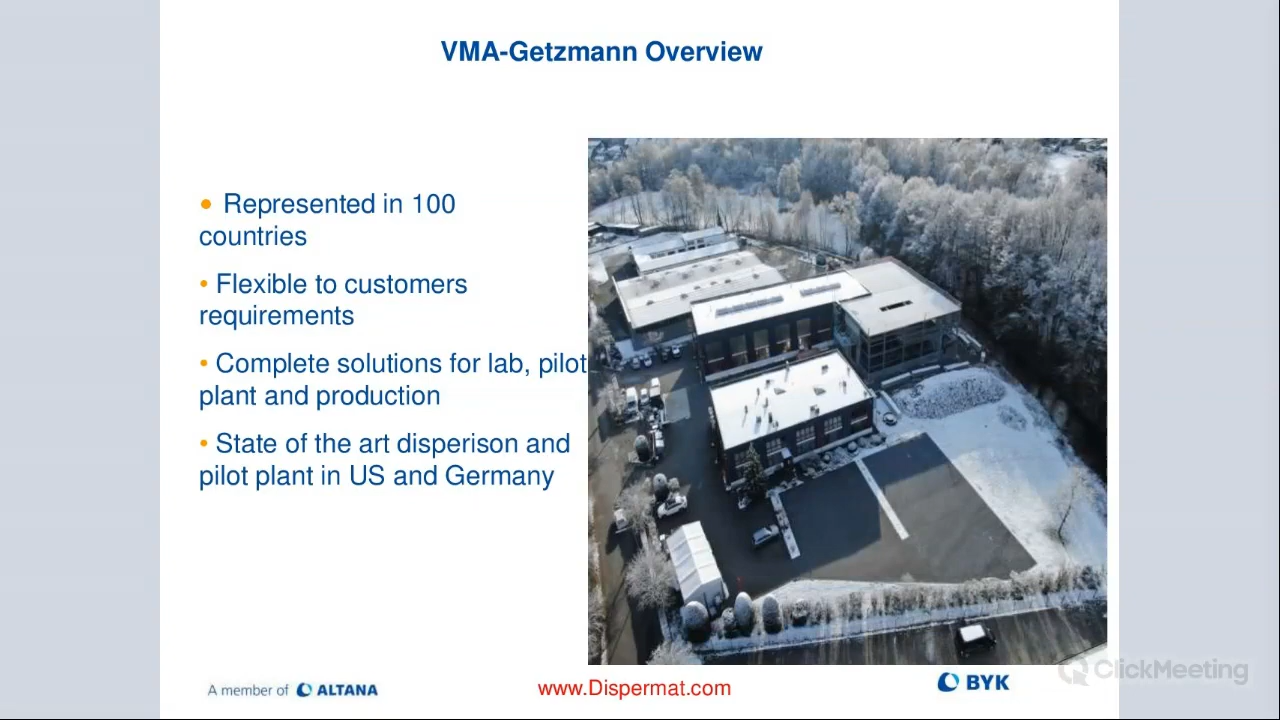 VMA-Getzmann Overview
• Represented in 100
countries
• Flexible to customers
requirements
• Complete solutions for lab, pilot
plant and production
• State of the art disperison and
pilot plant in US and Germany
A member of ALTANA
www.Dispermat.com
BYK
ClickMeeting